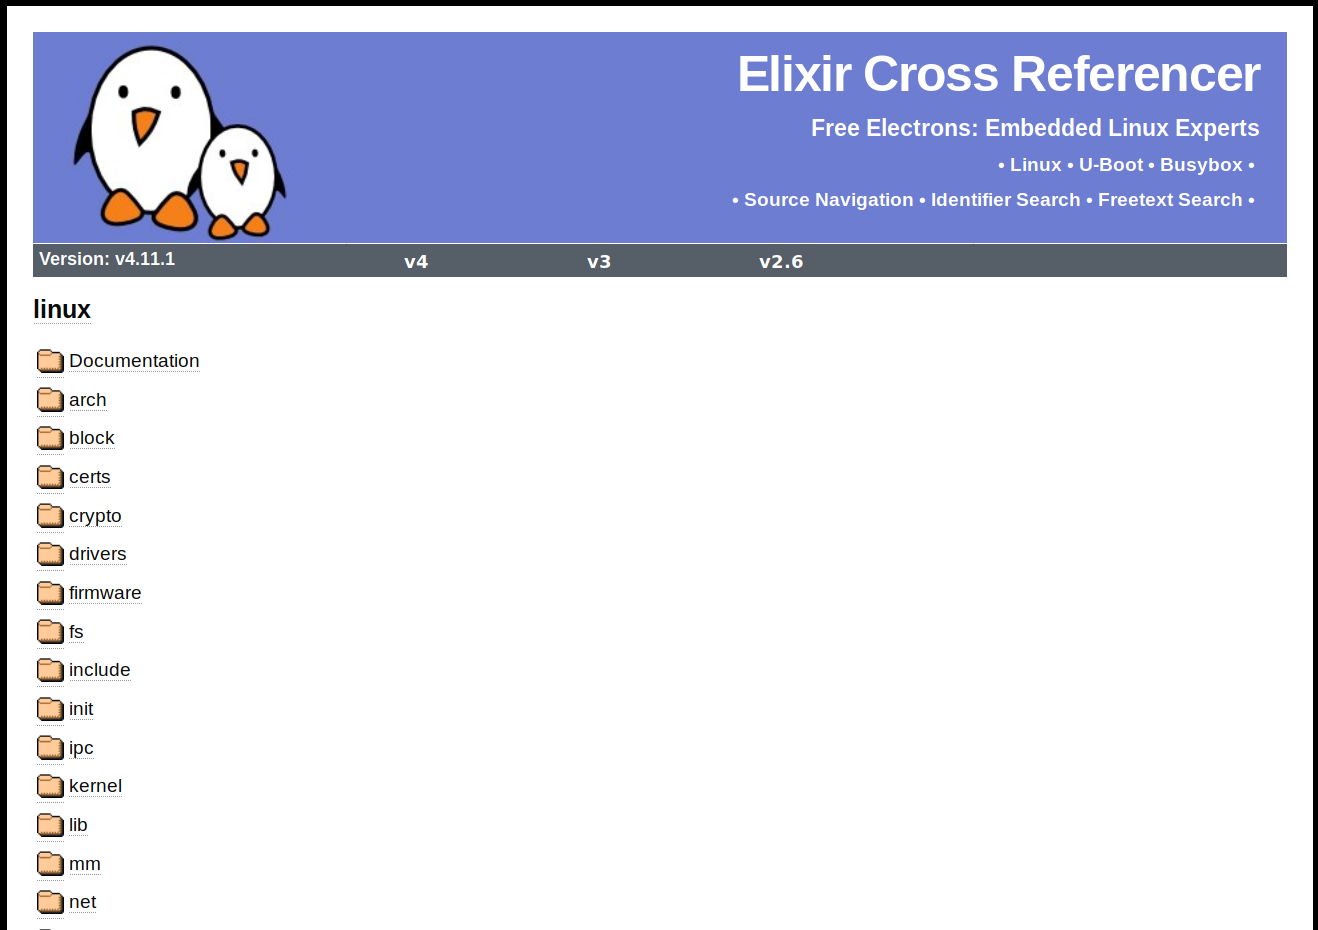 Elixir Cross Referencer
Free Electrons: Embedded Linux Experts
• Linux • U-Boot • Busybox •
• Source Navigation • Identifier Search • Freetext Search •
Version: v4.11.1 v4 v3 v2.6
linux
Documentation
arch
block
certs
crypto
drivers
firmware
fs
include
init
ipc
kernel
lib
mm
net